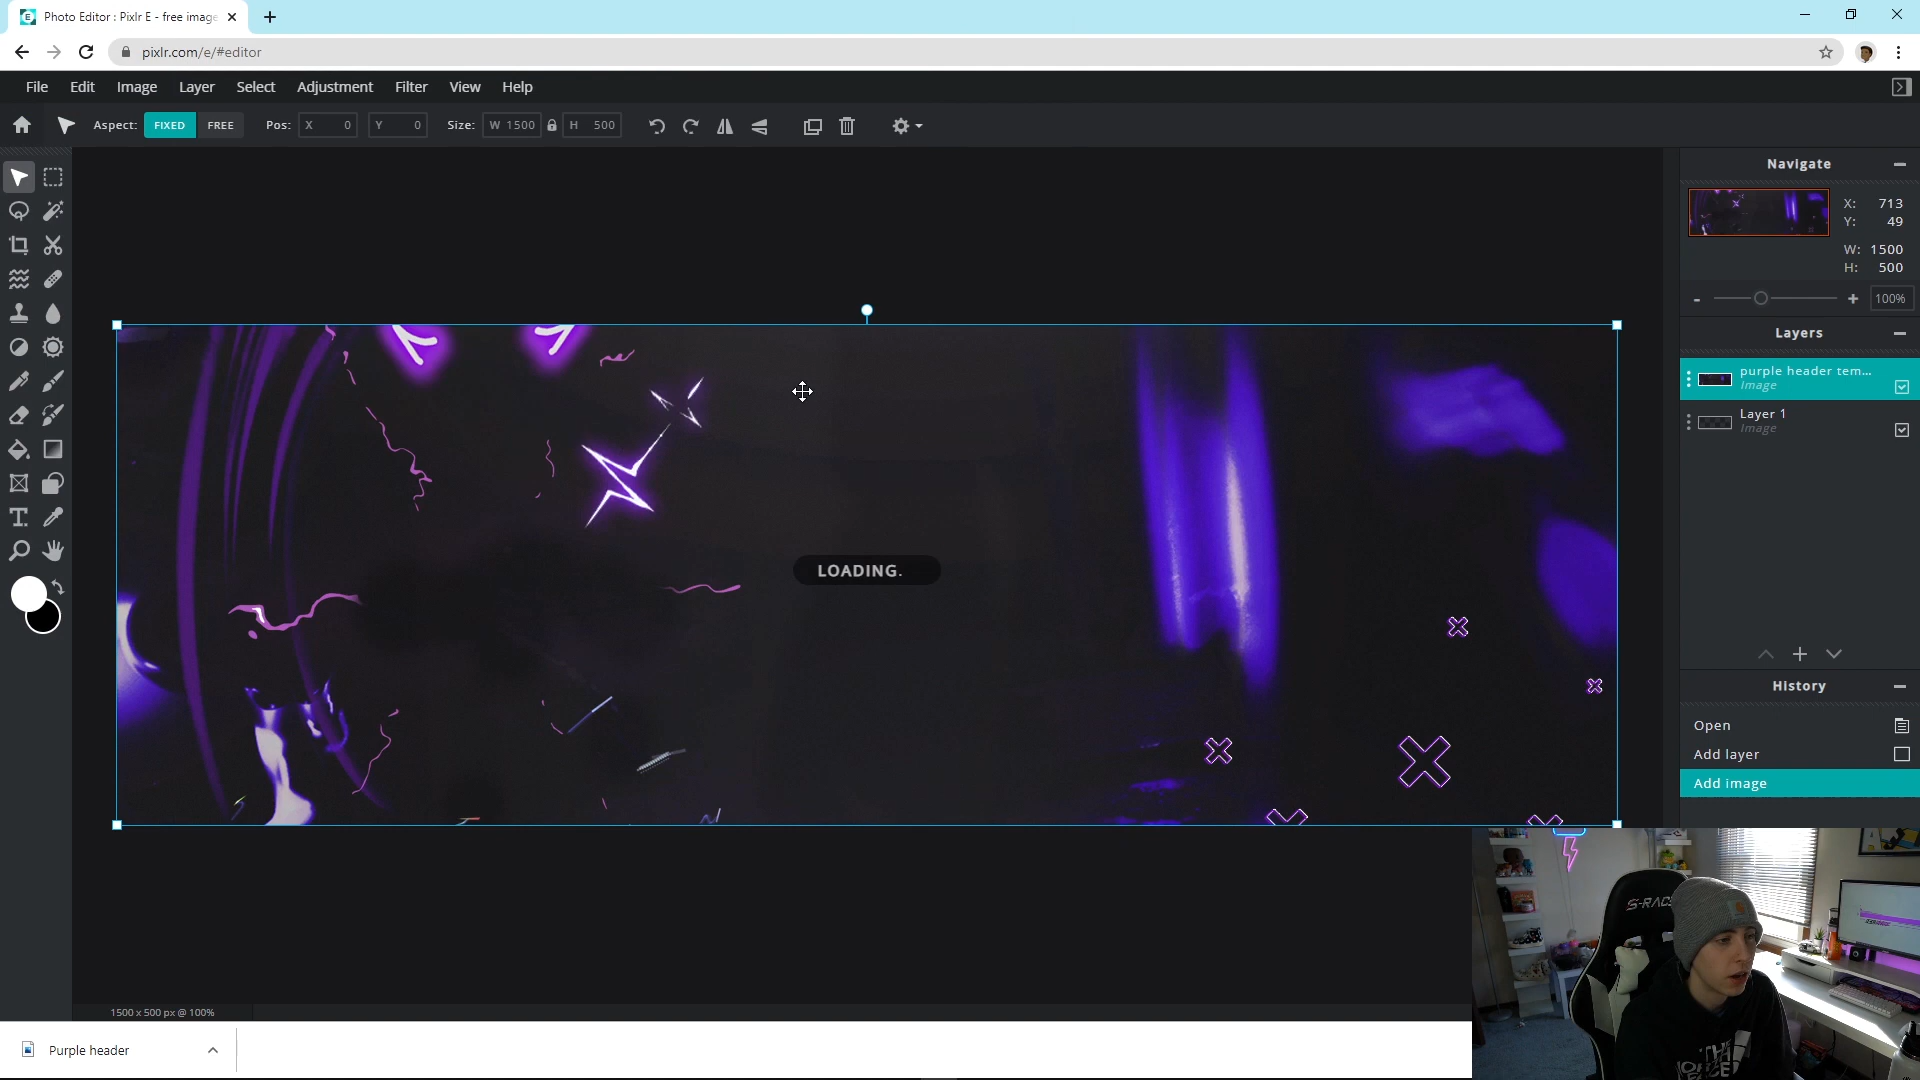 Photo Editor : Pixlr E - free image
pixlr.com/e/#editor
File Edit Image Layer Select Adjustment Filter View Help
Aspect: FIXED FREE Pos: X 0 Y 0 Size: W 1500 H 500
Navigate
X: 713
Y: 49
W: 1500
H: 500
- + 100%
Layers
purple header tem...
Image
Layer 1
Image
LOADING.
History
Open
Add layer
Add image
1500 x 500 px @ 100%
Purple header
S-RAC